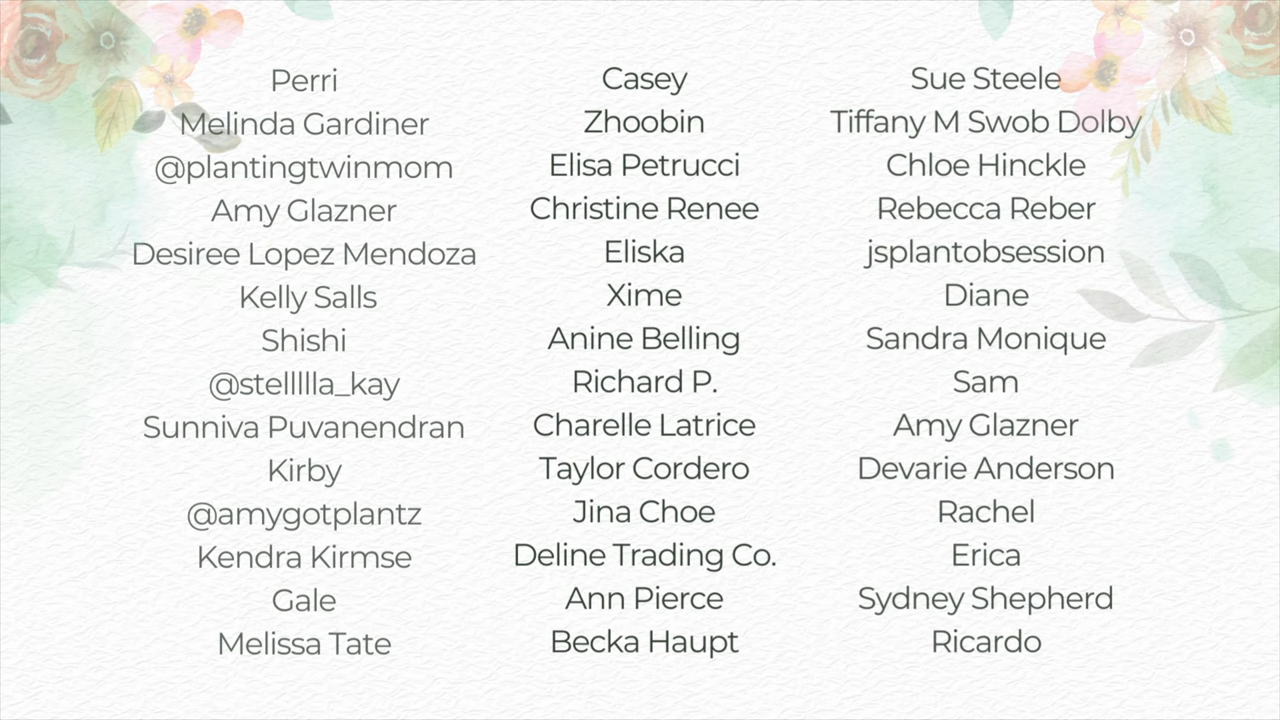 Perri
Melinda Gardiner
@plantingtwinmom
Amy Glazner
Desiree Lopez Mendoza
Kelly Salls
Shishi
@stellllla_kay
Sunniva Puvanendran
Kirby
@amygotplantz
Kendra Kirmse
Gale
Melissa Tate
Casey
Zhoobin
Elisa Petrucci
Christine Renee
Eliska
Xime
Anine Belling
Richard P.
Charelle Latrice
Taylor Cordero
Jina Choe
Deline Trading Co.
Ann Pierce
Becka Haupt
Sue Steele
Tiffany M Swob Dolby
Chloe Hinckle
Rebecca Reber
jsplantobsession
Diane
Sandra Monique
Sam
Amy Glazner
Devarie Anderson
Rachel
Erica
Sydney Shepherd
Ricardo